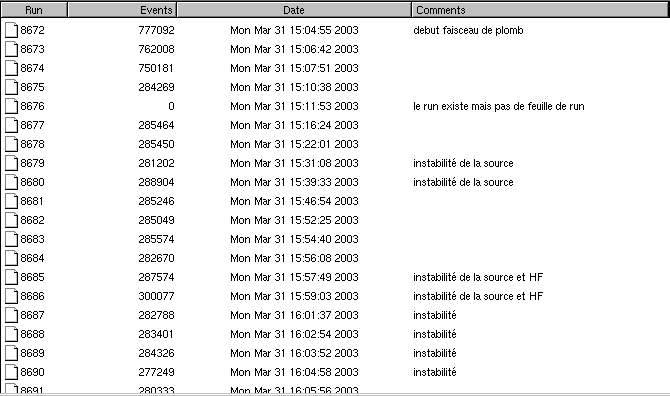 Run Events Date Comments
8672 777092 Mon Mar 31 15:04:55 2003 debut faisceau de plomb
8673 762008 Mon Mar 31 15:06:42 2003
8674 750181 Mon Mar 31 15:07:51 2003
8675 284269 Mon Mar 31 15:10:38 2003
8676 0 Mon Mar 31 15:11:53 2003 le run existe mais pas de feuille de run
8677 285464 Mon Mar 31 15:16:24 2003
8678 285450 Mon Mar 31 15:22:01 2003
8679 281202 Mon Mar 31 15:31:08 2003 instabilité de la source
8680 288904 Mon Mar 31 15:39:33 2003 instabilité de la source
8681 285246 Mon Mar 31 15:46:54 2003
8682 285049 Mon Mar 31 15:52:25 2003
8683 285574 Mon Mar 31 15:54:40 2003
8684 282670 Mon Mar 31 15:56:08 2003
8685 287574 Mon Mar 31 15:57:49 2003 instabilité de la source et HF
8686 300077 Mon Mar 31 15:59:03 2003 instabilité de la source et HF
8687 282788 Mon Mar 31 16:01:37 2003 instabilité
8688 283401 Mon Mar 31 16:02:54 2003 instabilité
8689 284326 Mon Mar 31 16:03:52 2003 instabilité
8690 277249 Mon Mar 31 16:04:58 2003 instabilité
8691 280333 Mon Mar 31 16:05:56 2003